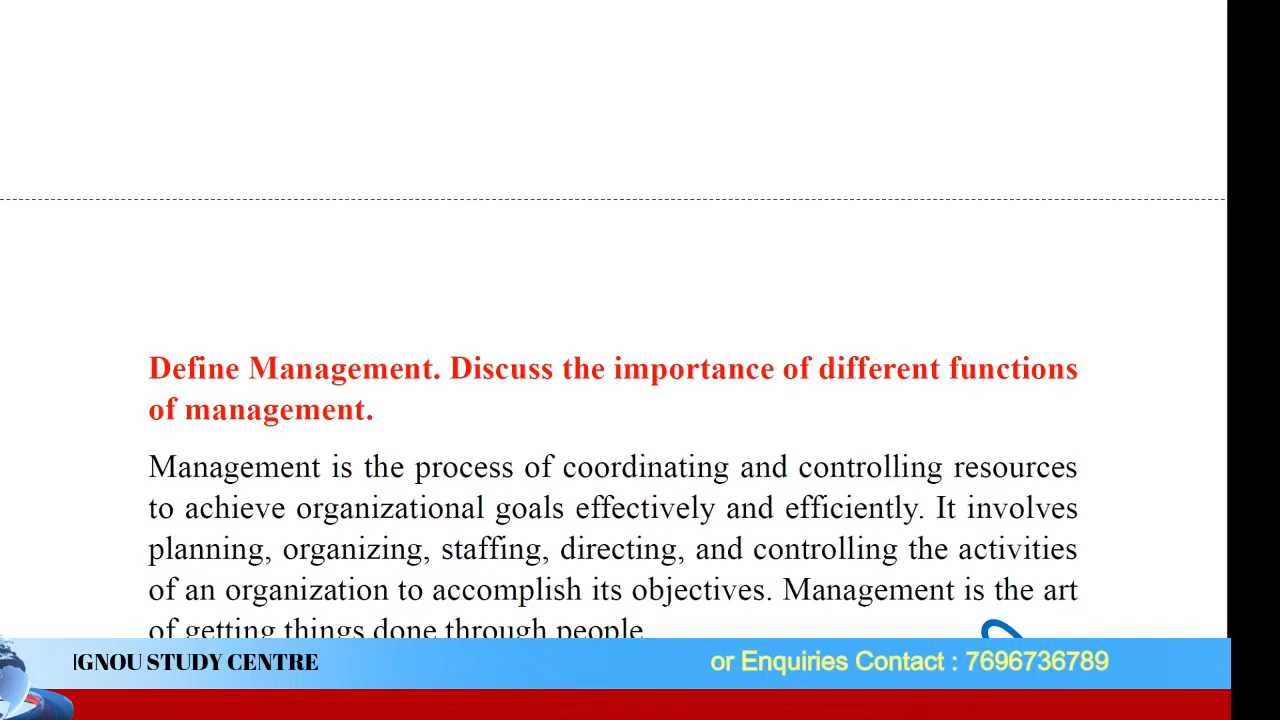 Define Management. Discuss the importance of different functions
of management.
Management is the process of coordinating and controlling resources
to achieve organizational goals effectively and efficiently. It involves
planning, organizing, staffing, directing, and controlling the activities
of an organization to accomplish its objectives. Management is the art
of getting things done through people
IGNOU STUDY CENTRE
or Enquiries Contact : 7696736789